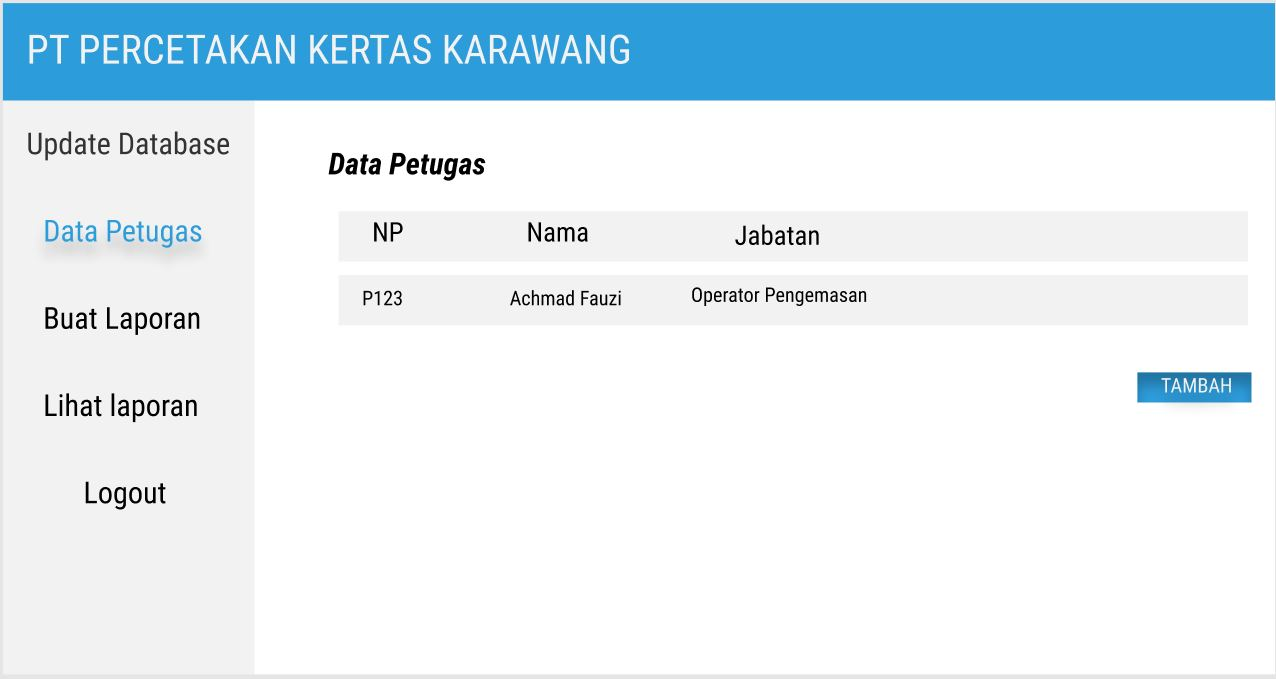 PT PERCETAKAN KERTAS KARAWANG
Update Database
Data Petugas
Buat Laporan
Lihat laporan
Logout
Data Petugas
NP Nama Jabatan
P123 Achmad Fauzi Operator Pengemasan
TAMBAH